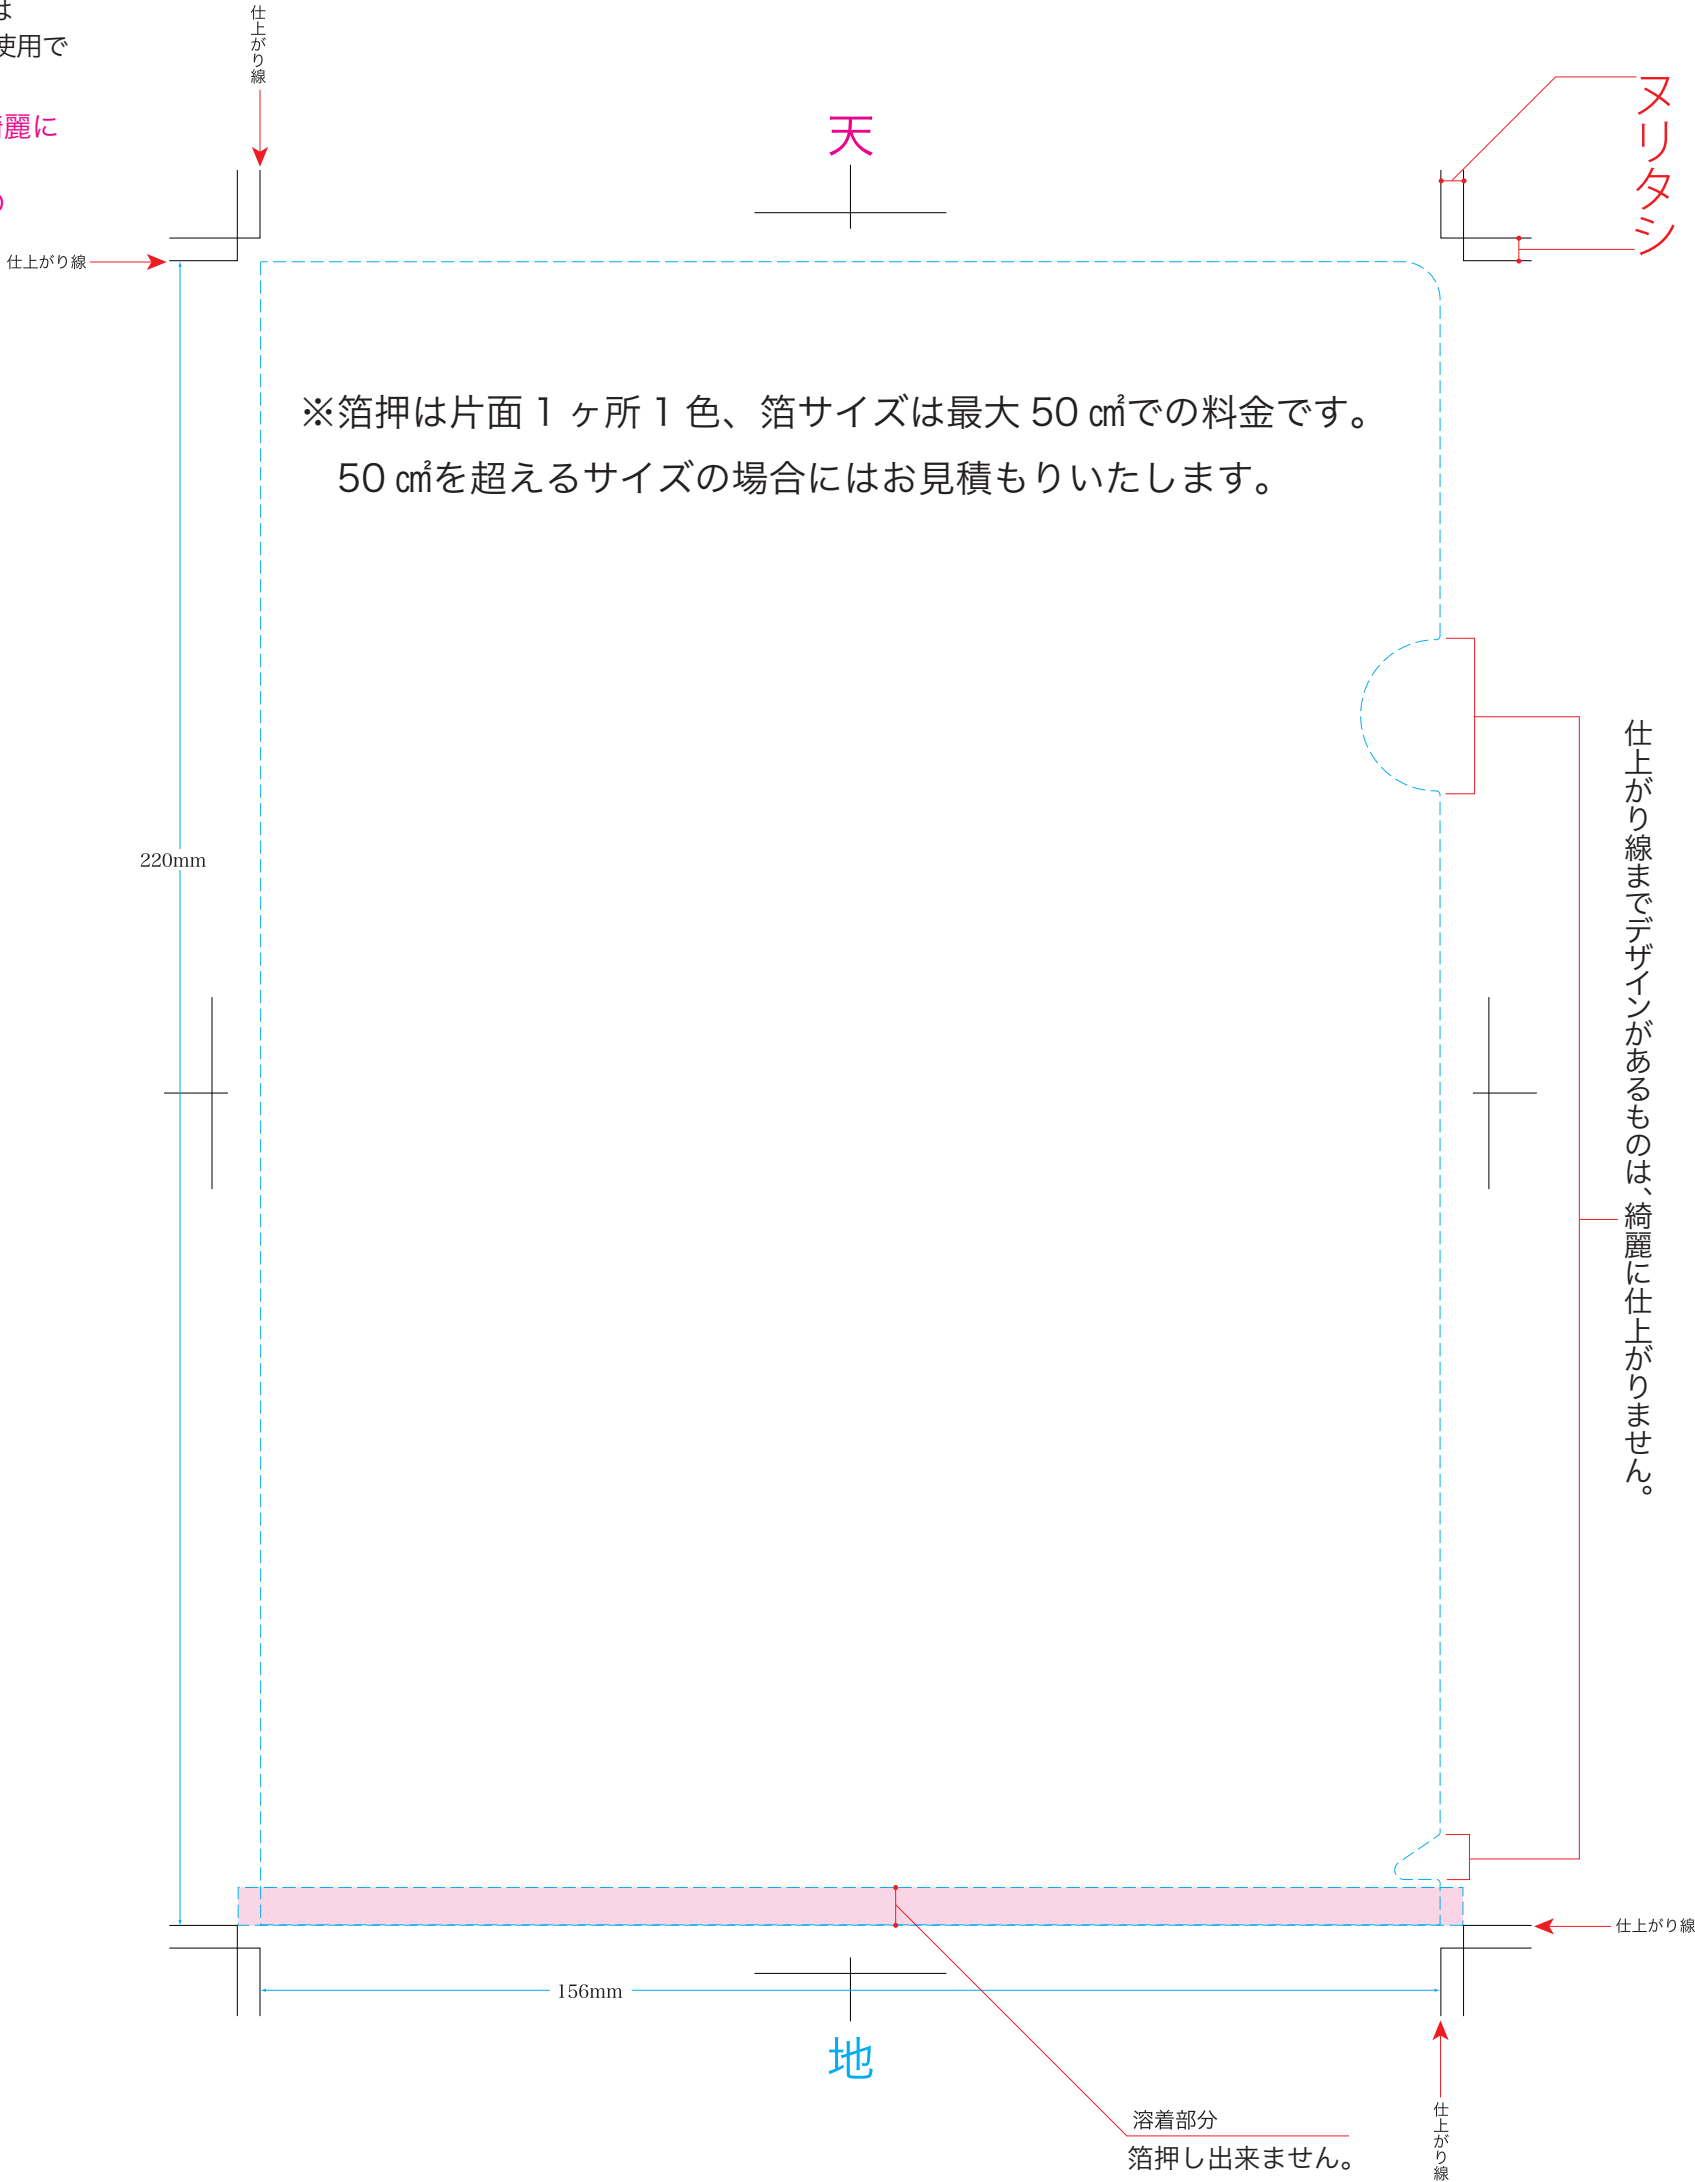 は
使用で
綺麗に
仕上がり線
天
ヌリタシ
仕上がり線
※箔押は片面1ヶ所1色、箔サイズは最大50㎠での料金です。
50㎠を超えるサイズの場合にはお見積もりいたします。
220mm
仕上がり線までデザインがあるものは、綺麗に仕上がりません。
仕上がり線
156mm
地
溶着部分
箔押し出来ません。
仕上がり線